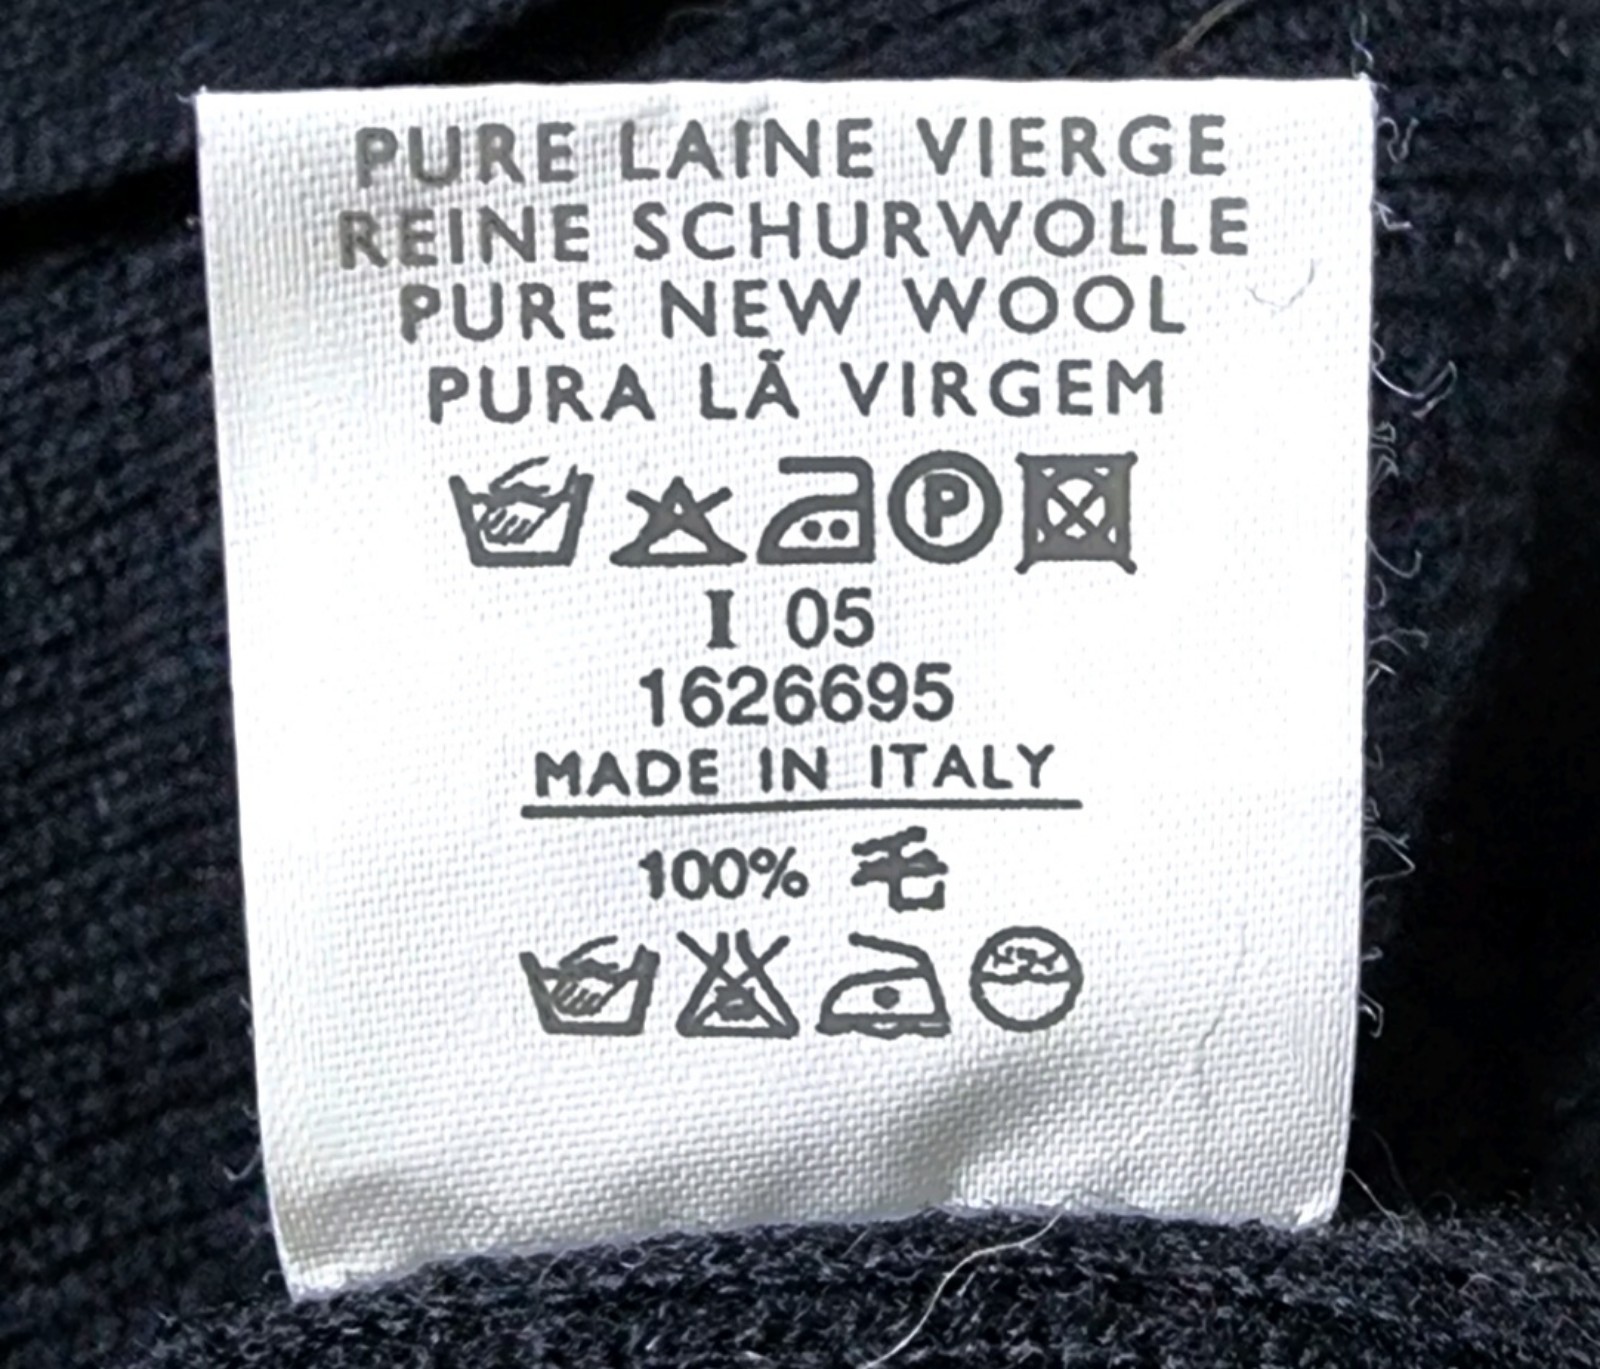 PURE LAINE VIERGE
REINE SCHURWOLLE
PURE NEW WOOL
PURA LÃ VIRGEM
P
I 05
1626695
MADE IN ITALY
100% 毛